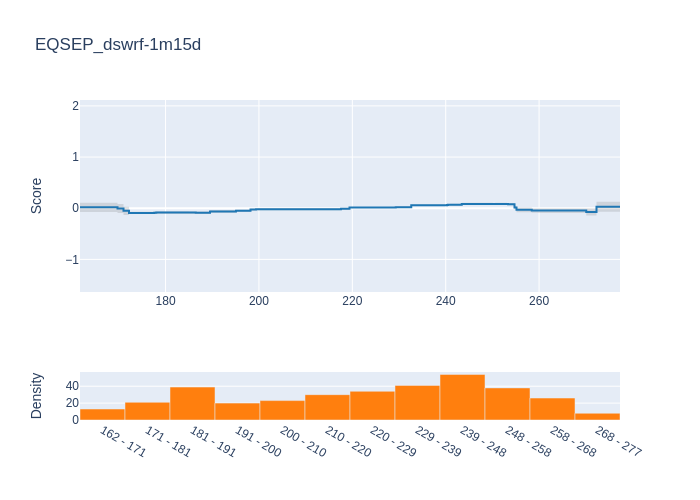 EQSEP_dswrf-1m15d
Score
2
1
0
−1
180
200
220
240
260
Density
40
20
0
162 - 171
171 - 181
181 - 191
191 - 200
200 - 210
210 - 220
220 - 229
229 - 239
239 - 248
248 - 258
258 - 268
268 - 277